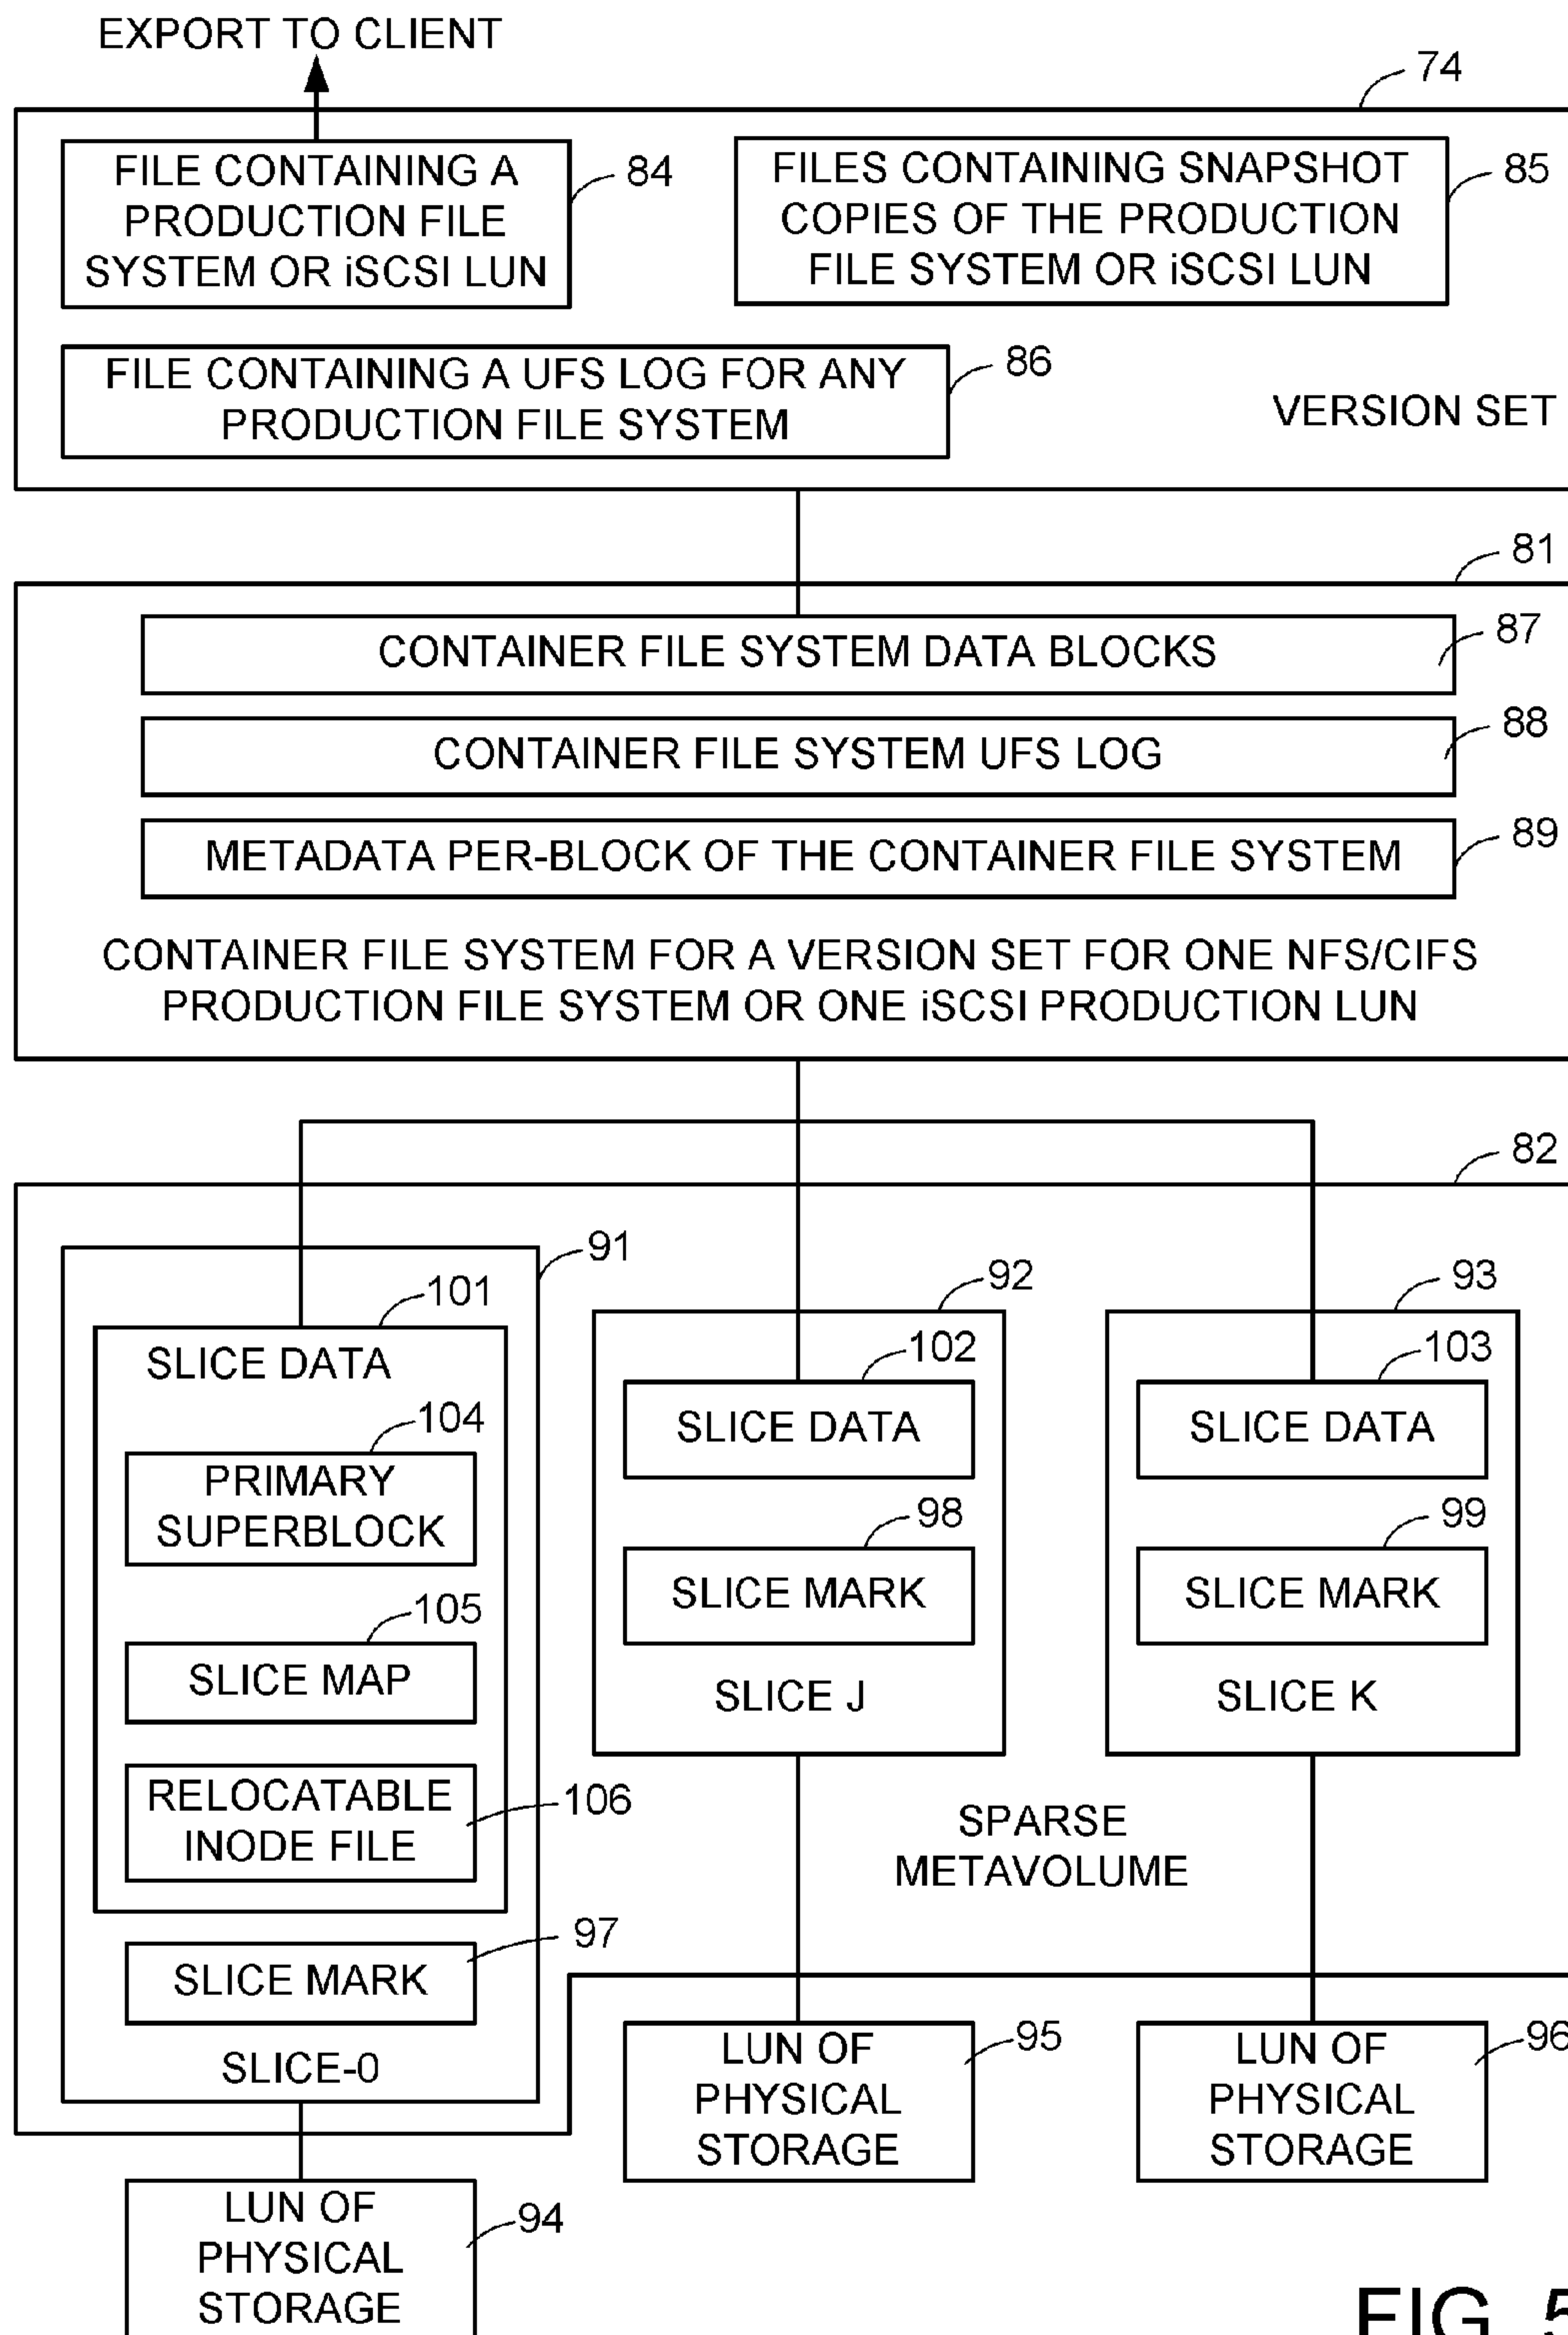 EXPORT TO CLIENT
74
FILE CONTAINING A
PRODUCTION FILE
SYSTEM OR iSCSI LUN
84
FILES CONTAINING SNAPSHOT
COPIES OF THE PRODUCTION
FILE SYSTEM OR iSCSI LUN
85
FILE CONTAINING A UFS LOG FOR ANY
PRODUCTION FILE SYSTEM
86
VERSION SET
81
CONTAINER FILE SYSTEM DATA BLOCKS
87
CONTAINER FILE SYSTEM UFS LOG
88
METADATA PER-BLOCK OF THE CONTAINER FILE SYSTEM
89
CONTAINER FILE SYSTEM FOR A VERSION SET FOR ONE NFS/CIFS
PRODUCTION FILE SYSTEM OR ONE iSCSI PRODUCTION LUN
82
91
101
SLICE DATA
104
PRIMARY
SUPERBLOCK
105
SLICE MAP
RELOCATABLE
INODE FILE
106
97
SLICE MARK
SLICE-0
92
102
SLICE DATA
98
SLICE MARK
SLICE J
93
103
SLICE DATA
99
SLICE MARK
SLICE K
SPARSE
METAVOLUME
LUN OF
PHYSICAL
STORAGE
95
LUN OF
PHYSICAL
STORAGE
96
LUN OF
PHYSICAL
STORAGE
94
FIG. 5